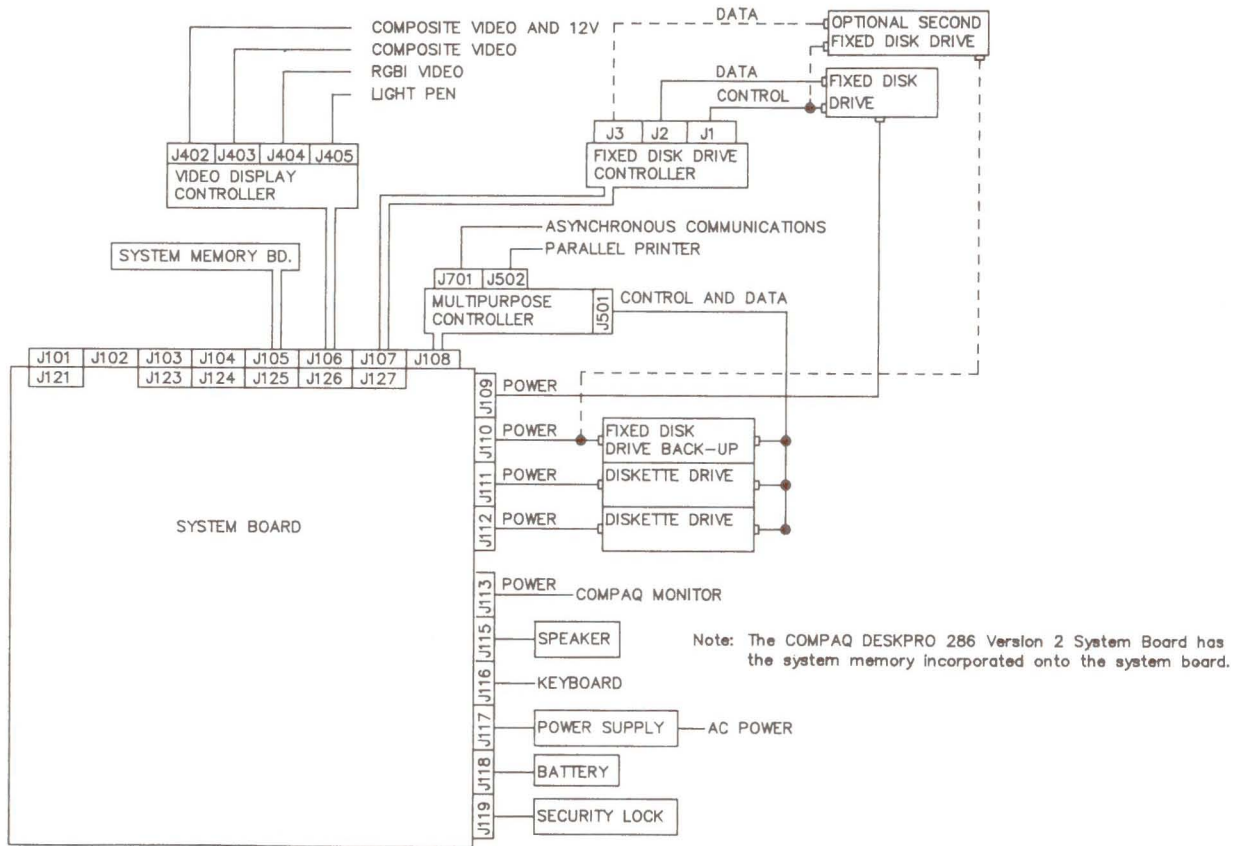 COMPOSITE VIDEO AND 12V
COMPOSITE VIDEO
RGBI VIDEO
LIGHT PEN
J402 J403 J404 J405
VIDEO DISPLAY
CONTROLLER
SYSTEM MEMORY BD.
DATA
OPTIONAL SECOND
FIXED DISK DRIVE
DATA
CONTROL
FIXED DISK
DRIVE
J3 J2 J1
FIXED DISK DRIVE
CONTROLLER
ASYNCHRONOUS COMMUNICATIONS
PARALLEL PRINTER
J701 J502
MULTIPURPOSE
CONTROLLER
J501
CONTROL AND DATA
J101 J102 J103 J104 J105 J106 J107 J108
J121 J123 J124 J125 J126 J127
SYSTEM BOARD
J109 POWER
J110 POWER
FIXED DISK
DRIVE BACK-UP
J111 POWER
DISKETTE DRIVE
J112 POWER
DISKETTE DRIVE
J113 POWER
COMPAQ MONITOR
J115 SPEAKER
J116 KEYBOARD
J117 POWER SUPPLY AC POWER
J118 BATTERY
J119 SECURITY LOCK
Note: The COMPAQ DESKPRO 286 Version 2 System Board has
the system memory incorporated onto the system board.